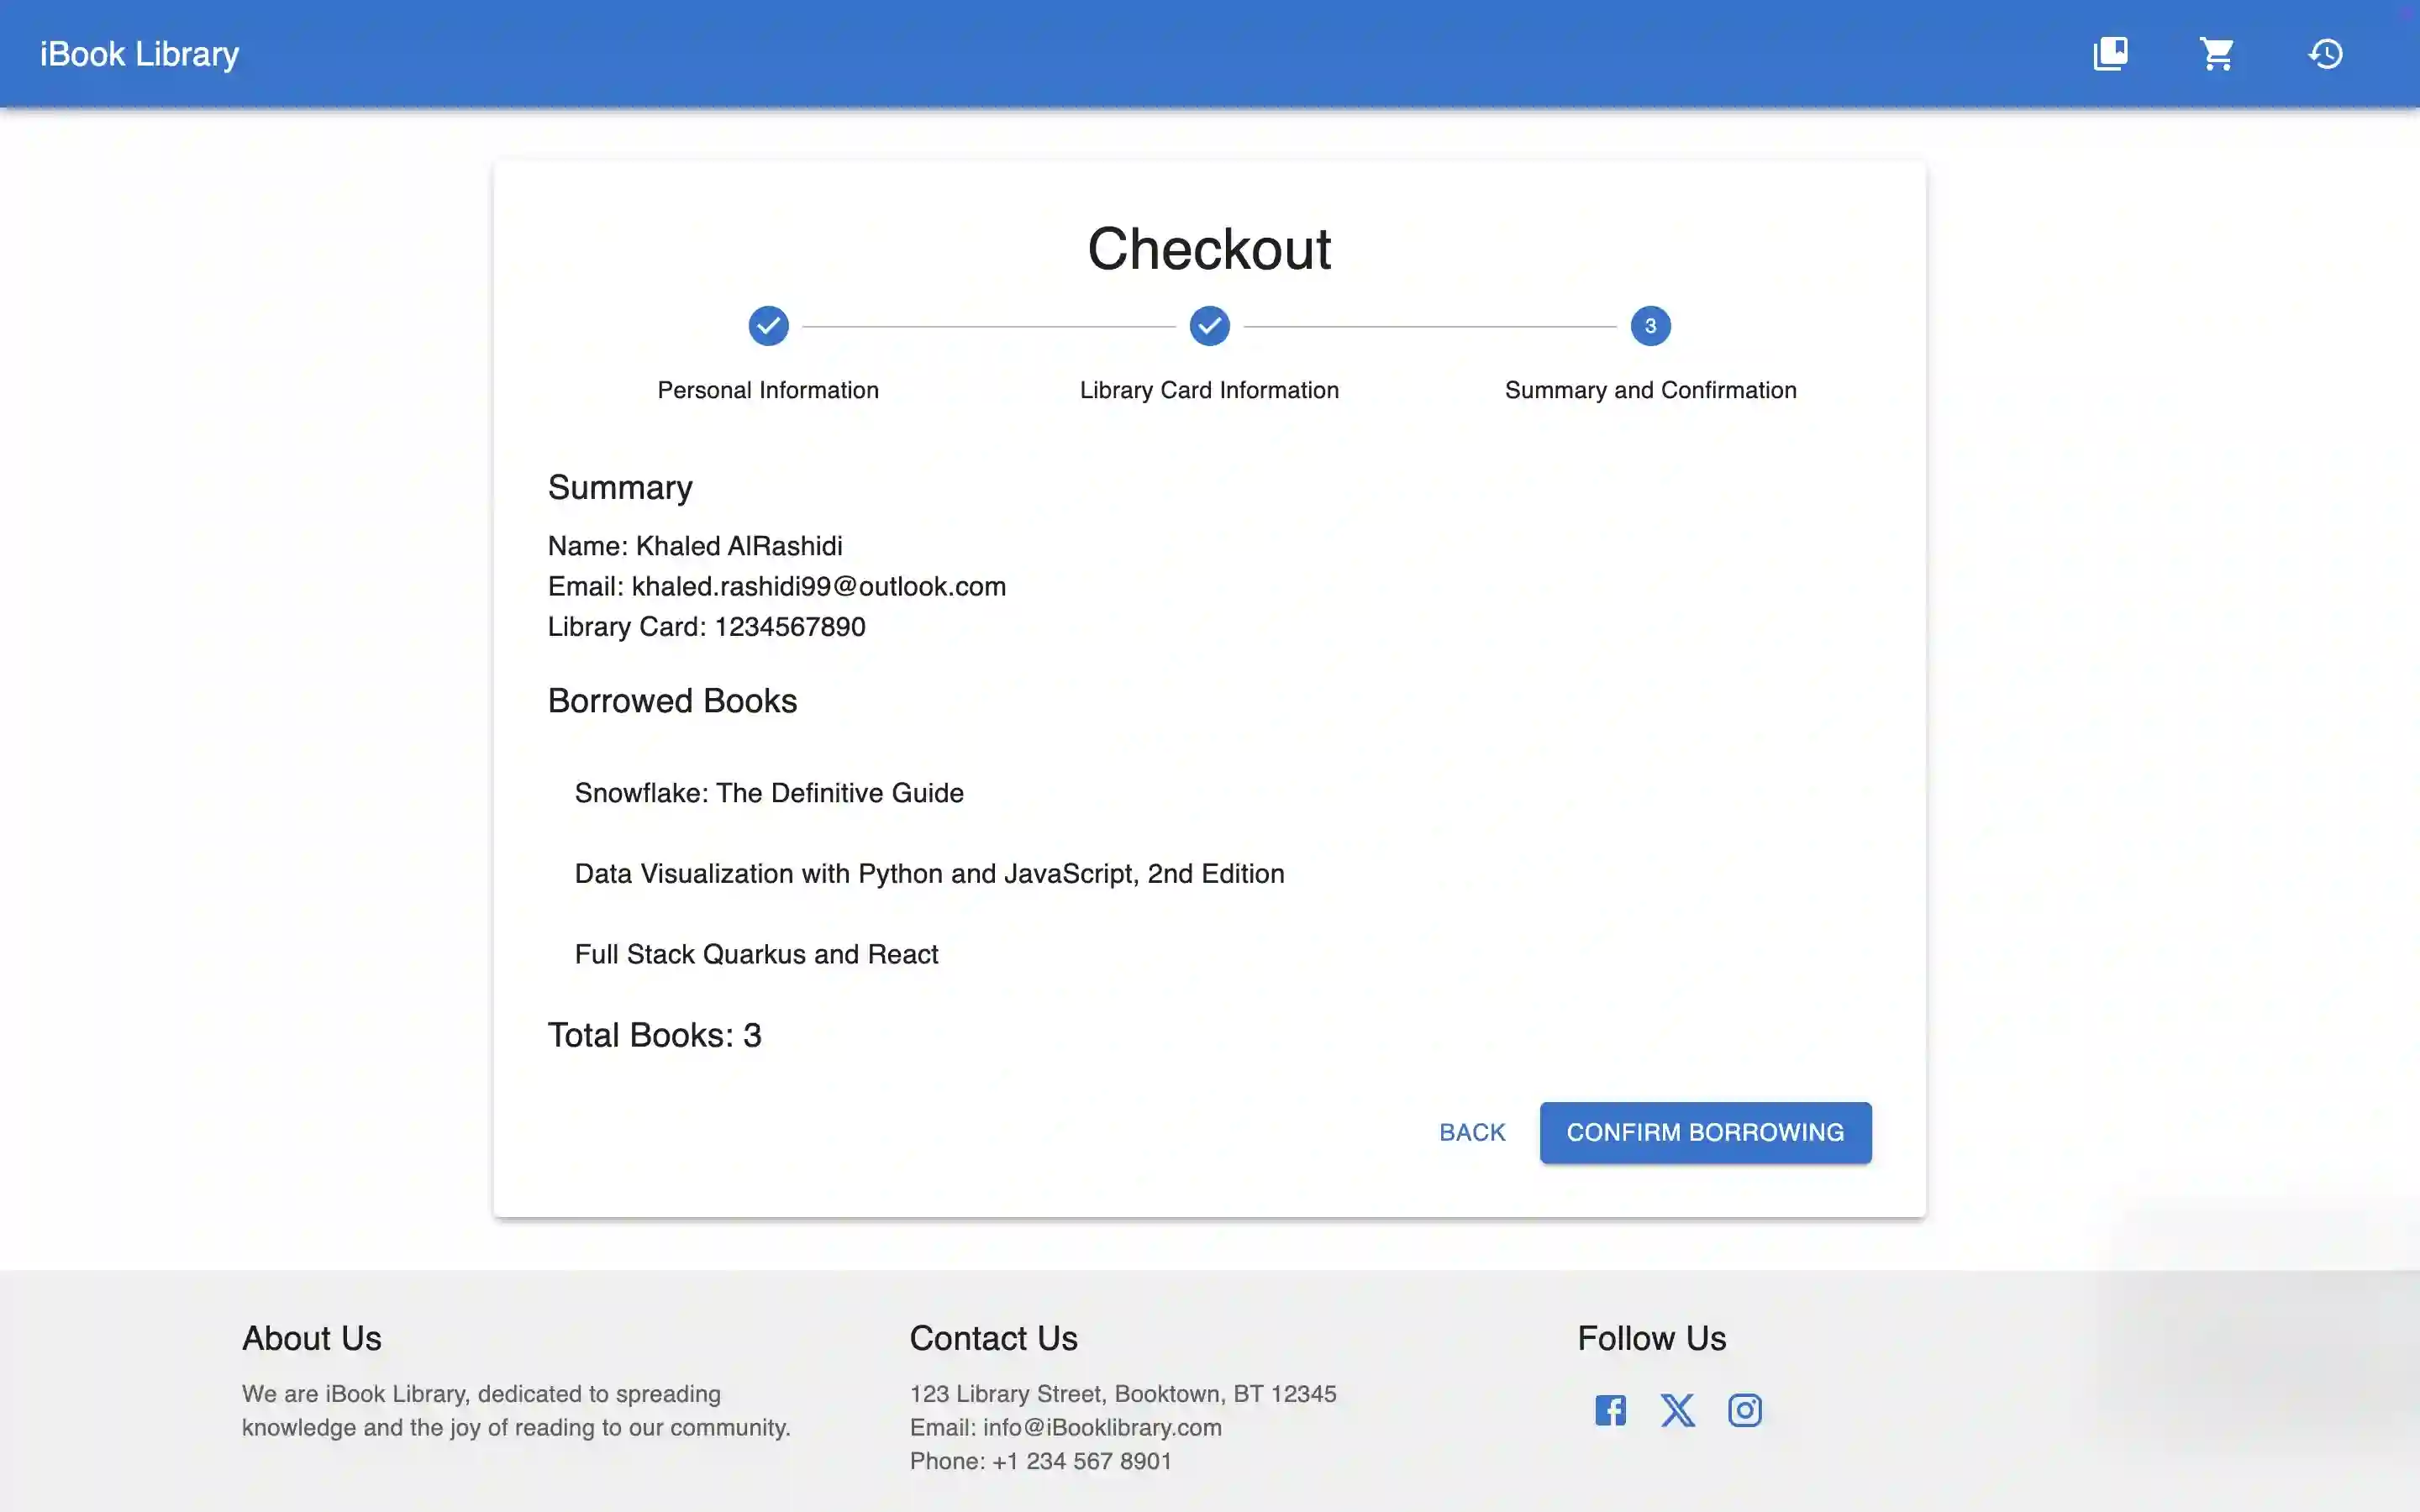 iBook Library
Checkout
3
Personal Information
Library Card Information
Summary and Confirmation
Summary
Name: Khaled AlRashidi
Email: khaled.rashidi99@outlook.com
Library Card: 1234567890
Borrowed Books
Snowflake: The Definitive Guide
Data Visualization with Python and JavaScript, 2nd Edition
Full Stack Quarkus and React
Total Books: 3
BACK
CONFIRM BORROWING
About Us
We are iBook Library, dedicated to spreading
knowledge and the joy of reading to our community.
Contact Us
123 Library Street, Booktown, BT 12345
Email: info@iBooklibrary.com
Phone: +1 234 567 8901
Follow Us